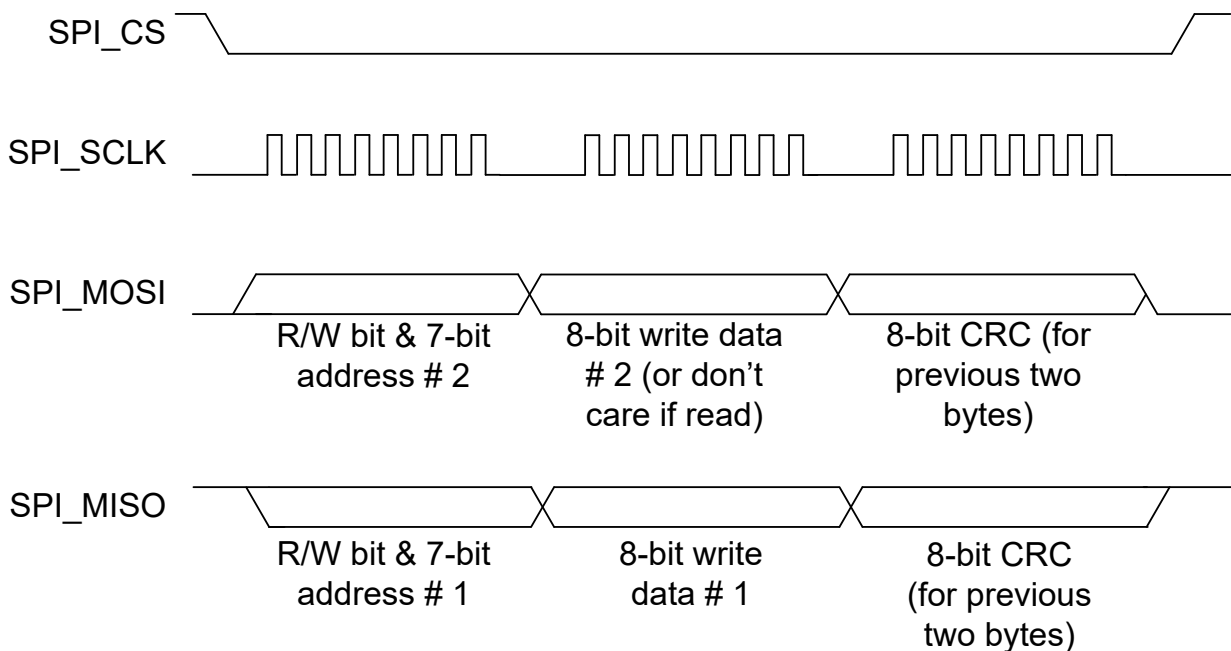 SPI_CS
SPI_SCLK
SPI_MOSI
R/W bit & 7-bit
address # 2
8-bit write data
# 2 (or don’t
care if read)
8-bit CRC (for
previous two
bytes)
SPI_MISO
R/W bit & 7-bit
address # 1
8-bit write
data # 1
8-bit CRC
(for previous
two bytes)